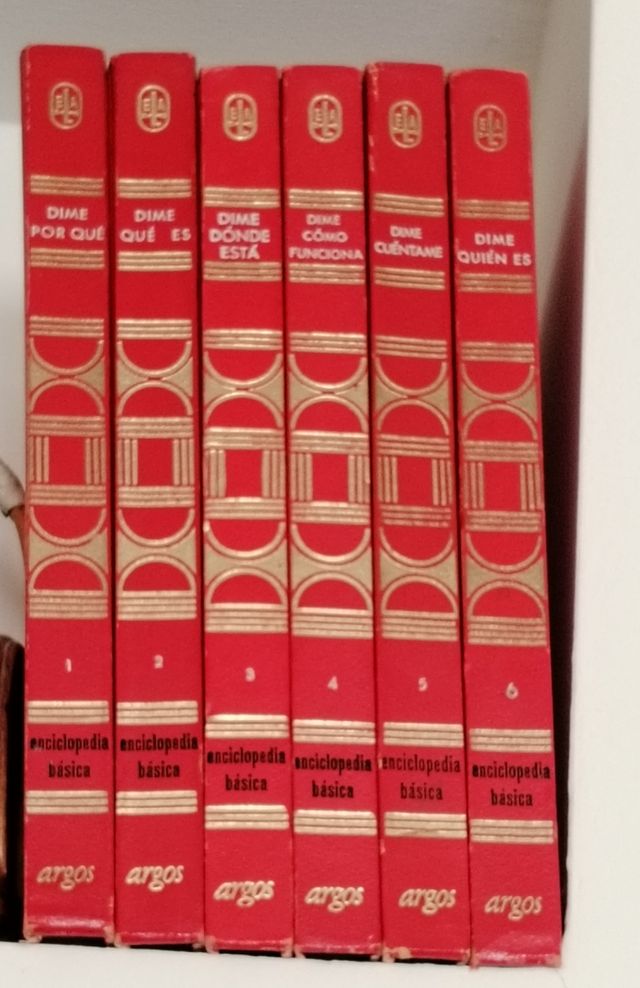 DIME
POR QUÉ
1
enciclopedia
básica
argos
DIME
QUÉ ES
2
enciclopedia
básica
argos
DIME
DÓNDE
ESTÁ
3
enciclopedia
básica
argos
DIME
CÓMO
FUNCIONA
4
enciclopedia
básica
argos
DIME
CUÉNTAME
5
enciclopedia
básica
argos
DIME
QUIÉN ES
6
enciclopedia
básica
argos